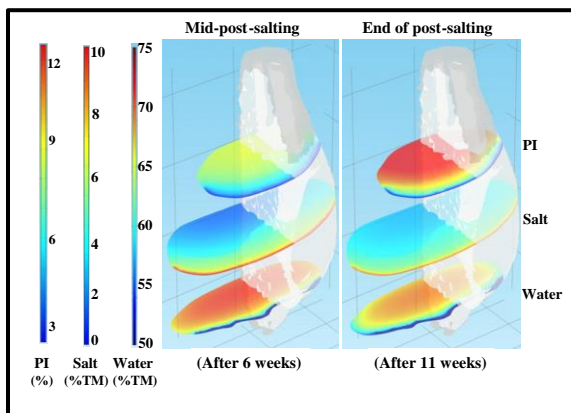 Mid-post-salting End of post-salting
12 10 75
70
9 8
65
6
6 4 60
2 55
3 0 50
PI
Salt
Water
PI Salt Water
(%) (%TM) (%TM)
(After 6 weeks) (After 11 weeks)